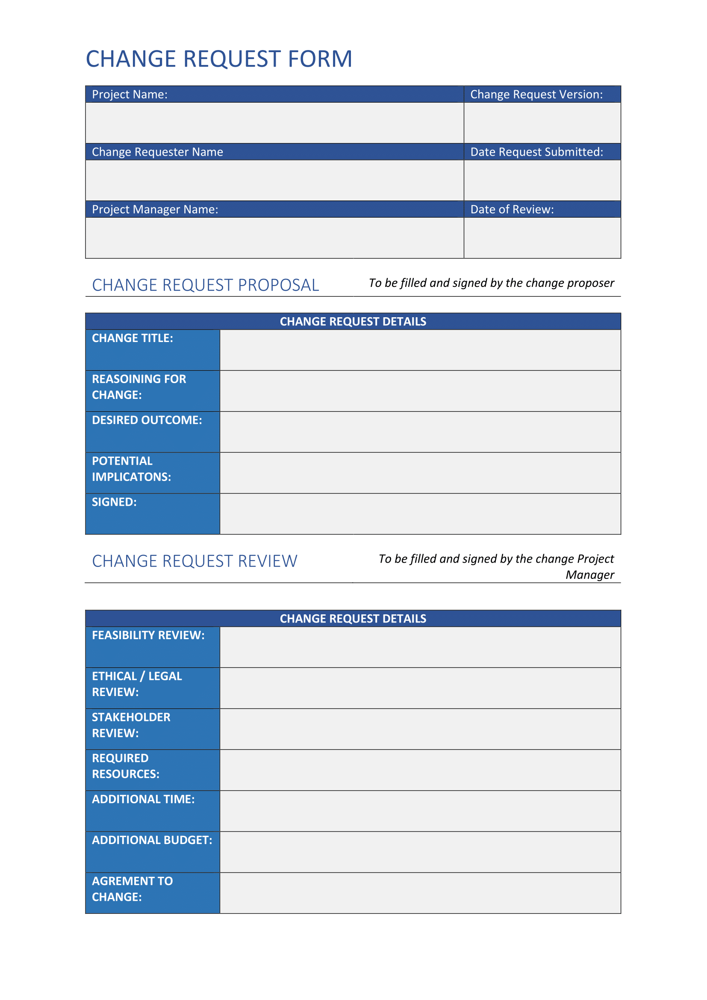 CHANGE REQUEST FORM
Project Name:
Change Request Version:
Change Requester Name
Date Request Submitted:
Project Manager Name:
Date of Review:
CHANGE REQUEST PROPOSAL
To be filled and signed by the change proposer
CHANGE REQUEST DETAILS
CHANGE TITLE:
REASOINING FOR
CHANGE:
DESIRED OUTCOME:
POTENTIAL
IMPLICATONS:
SIGNED:
CHANGE REQUEST REVIEW
To be filled and signed by the change Project
Manager
CHANGE REQUEST DETAILS
FEASIBILITY REVIEW:
ETHICAL / LEGAL
REVIEW:
STAKEHOLDER
REVIEW:
REQUIRED
RESOURCES:
ADDITIONAL TIME:
ADDITIONAL BUDGET:
AGREMENT TO
CHANGE: